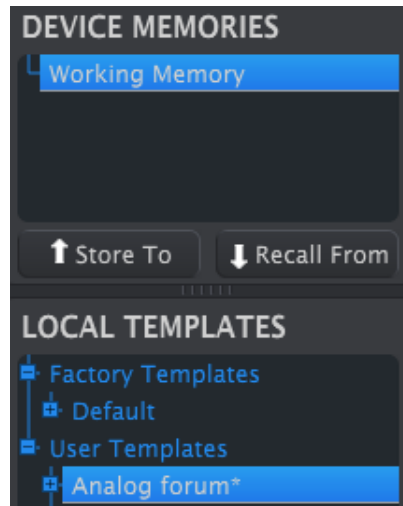 DEVICE MEMORIES
Working Memory
Store To
Recall From
LOCAL TEMPLATES
Factory Templates
Default
User Templates
Analog forum*